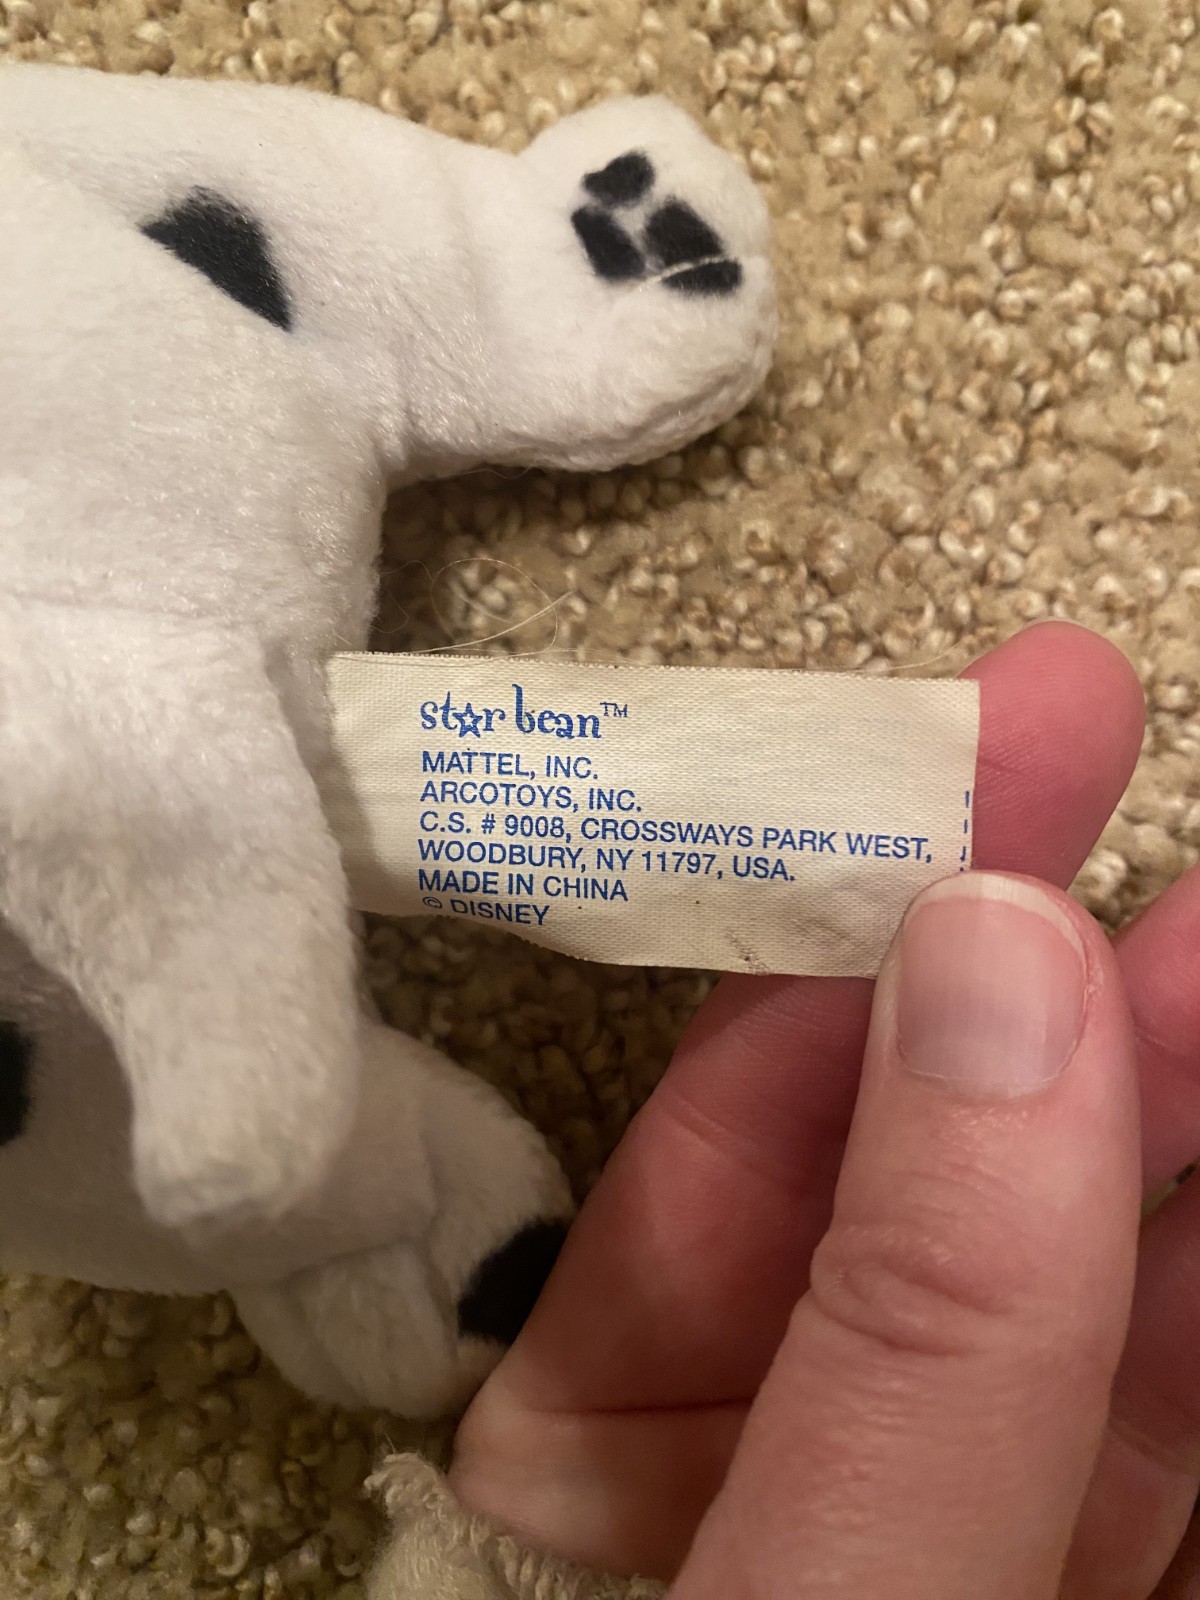 star bean™
MATTEL, INC.
ARCOTOYS, INC.
C.S. # 9008, CROSSWAYS PARK WEST,
WOODBURY, NY 11797, USA.
MADE IN CHINA
© DISNEY